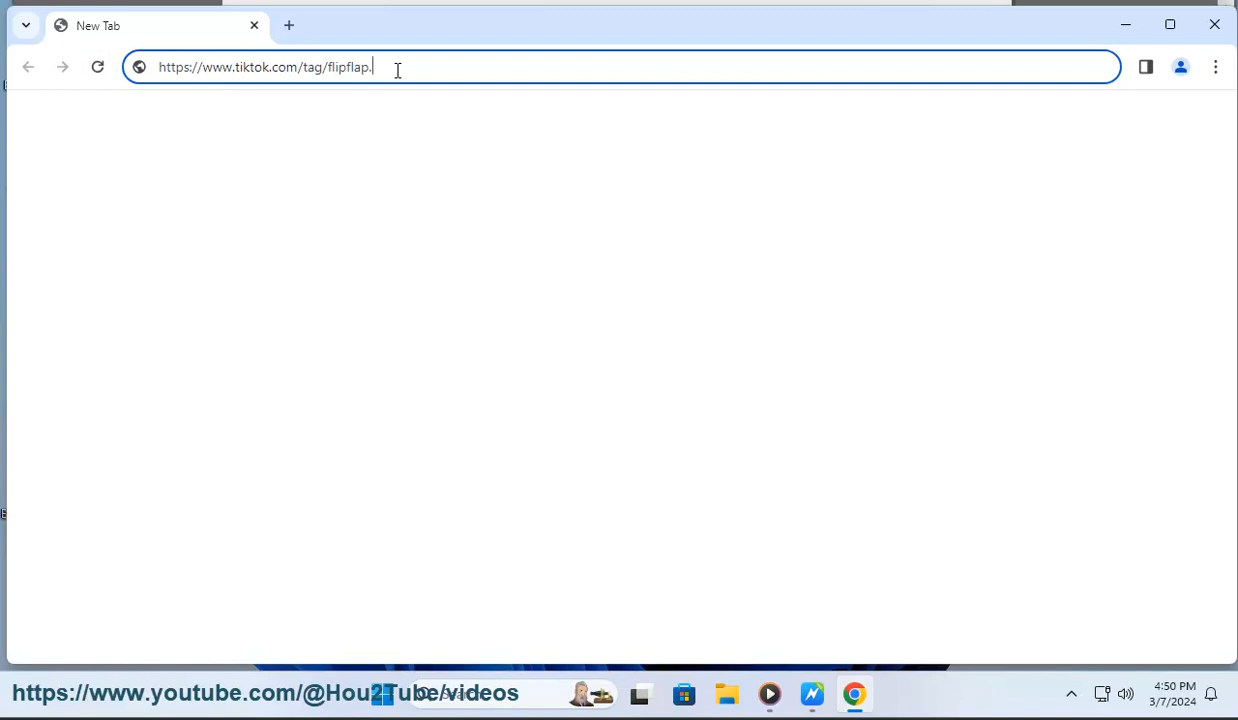 New Tab
https://www.tiktok.com/tag/flipflap.
https://www.youtube.com/@Hou2Tube/videos
4:50 PM
3/7/2024